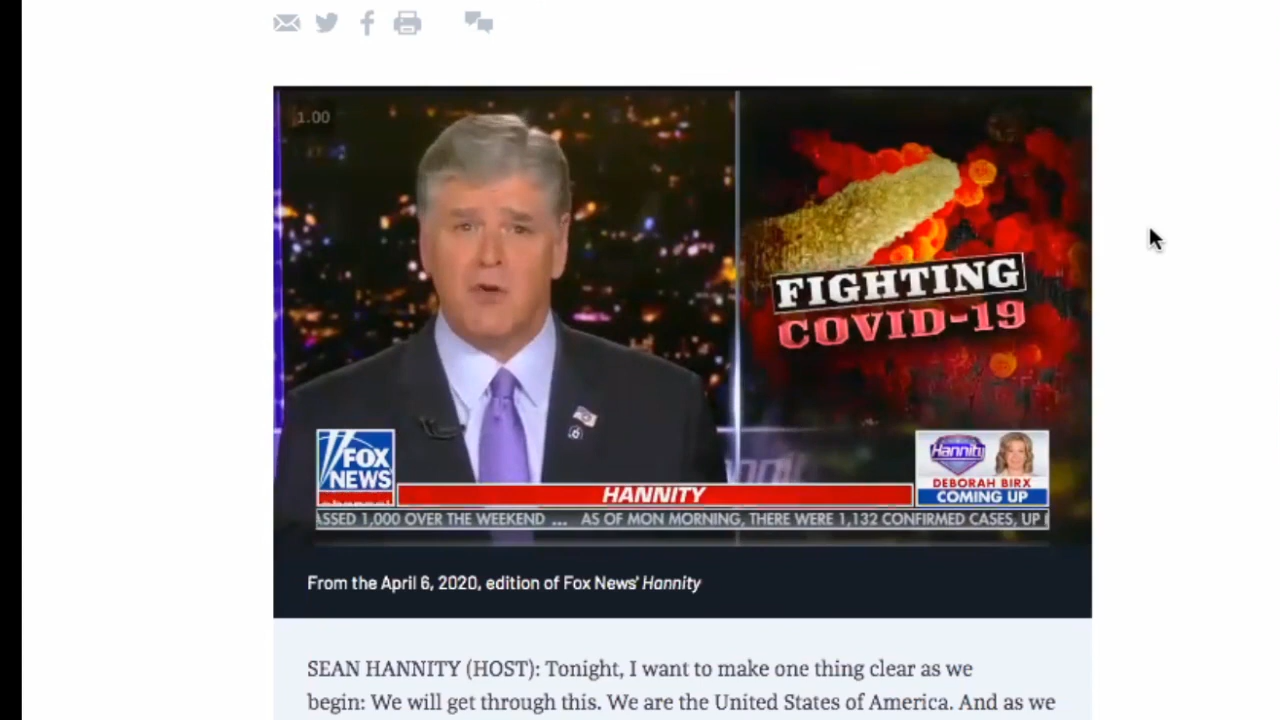 1.00
FIGHTING
COVID-19
FOX
NEWS
channel
Hannity
DEBORAH BIRX
COMING UP
HANNITY
ASSED 1,000 OVER THE WEEKEND ... AS OF MON MORNING, THERE WERE 1,132 CONFIRMED CASES, UP
From the April 6, 2020, edition of Fox News' Hannity
SEAN HANNITY (HOST): Tonight, I want to make one thing clear as we
begin: We will get through this. We are the United States of America. And as we